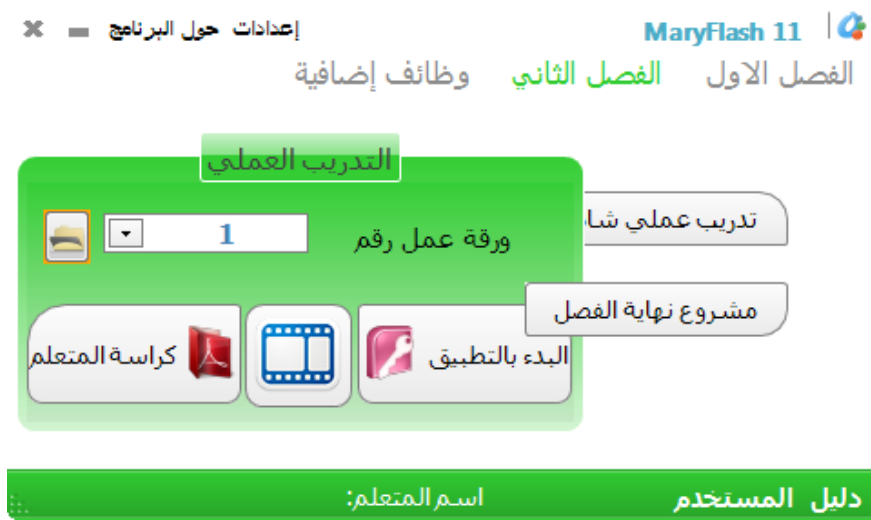 MaryFlash 11 إعدادات حول البرنامج
الفصل الاول الفصل الثاني وظائف إضافية
التدريب العملي
تدريب عملي
ورقة عمل رقم 1
مشروع نهاية الفصل
البدء بالتطبيق كراسة المتعلم
دليل المستخدم اسم المتعلم: